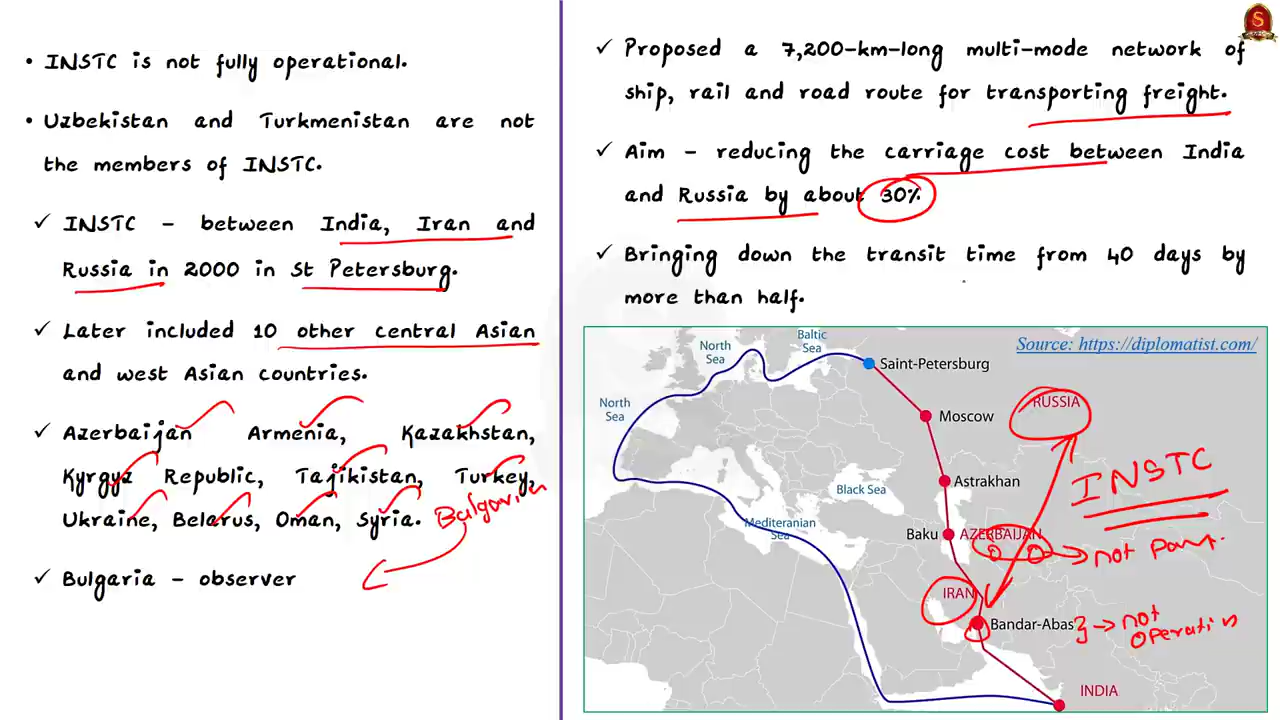 • INSTC is not fully operational.
• Uzbekistan and Turkmenistan are not
the members of INSTC.
✓ INSTC – between India, Iran and
Russia in 2000 in St Petersburg.
✓ Later included 10 other central Asian
and west Asian countries.
✓ Azerbaijan Armenia, Kazakhstan,
Kyrgyz Republic, Tajikistan, Turkey,
Ukraine, Belarus, Oman, Syria.
Bulgaria
✓ Bulgaria – observer
✓ Proposed a 7,200-km-long multi-mode network of
ship, rail and road route for transporting freight.
✓ Aim – reducing the carriage cost between India
and Russia by about 30%
✓ Bringing down the transit time from 40 days by
more than half.
Source: https://diplomatist.com/
North
Sea
Baltic
Sea
Saint-Petersburg
North
Sea
RUSSIA
Moscow
INSTC
Astrakhan
Black Sea
Mediteranian
Sea
Baku
AZERBAIJAN
not
IRAN
Bandar-Abas
not
INDIA
S